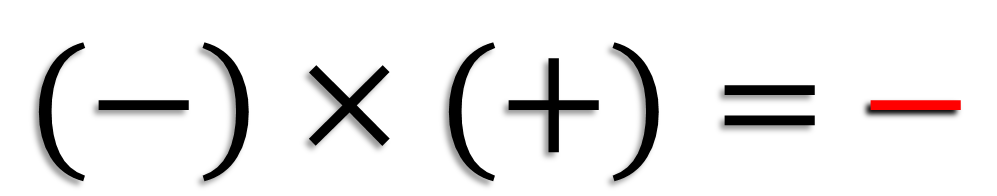 (−) × (+) = −